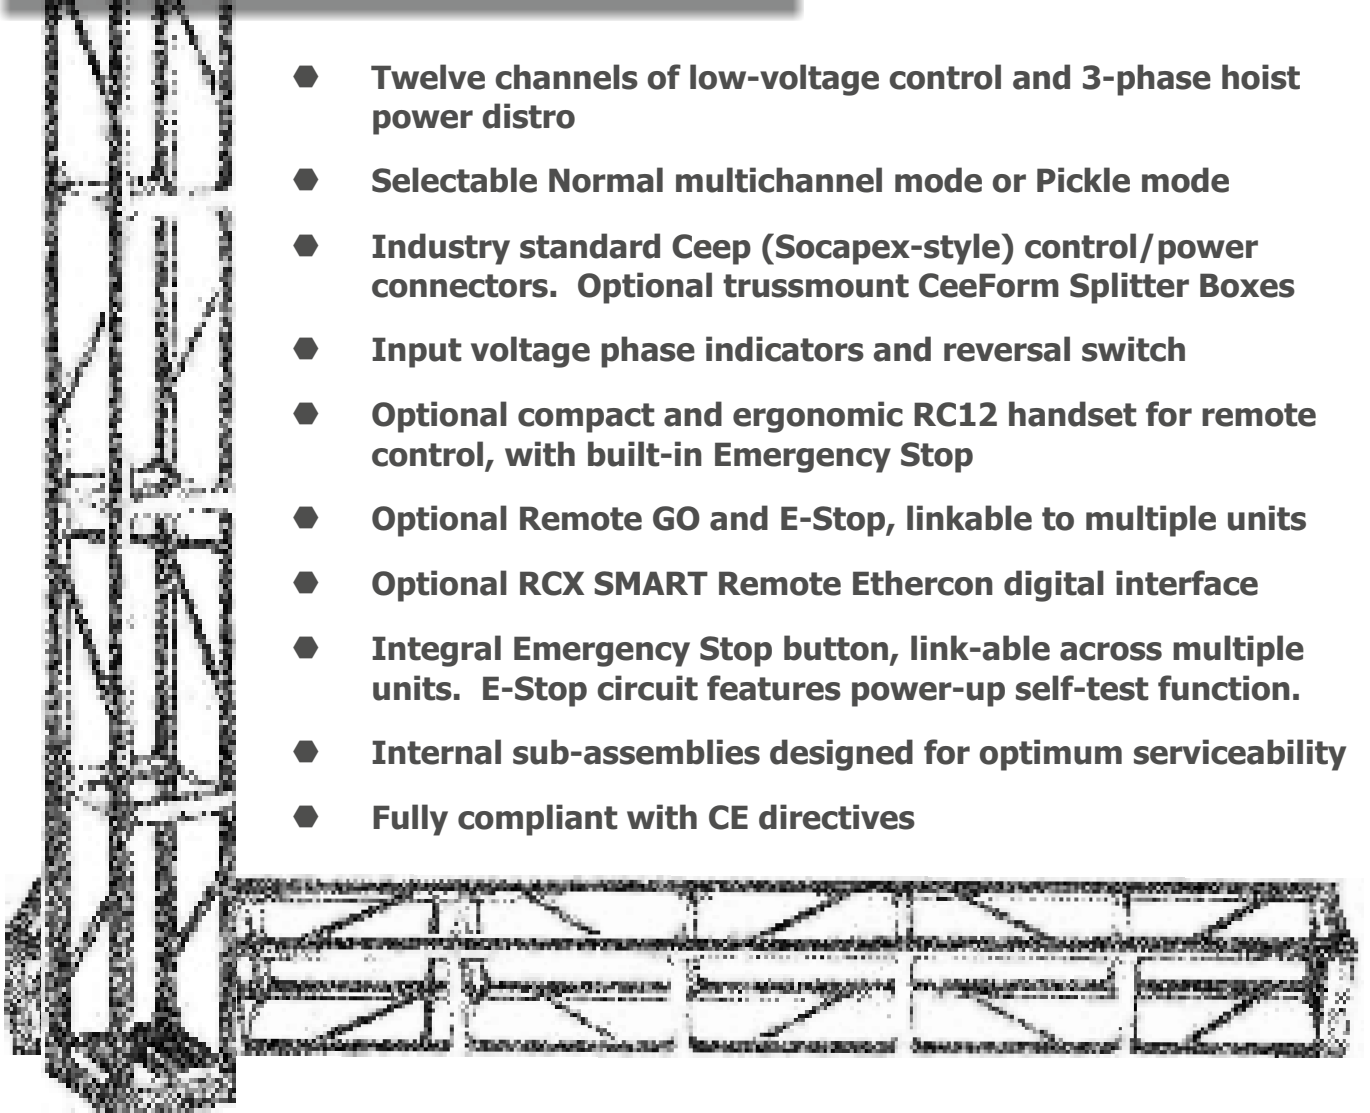 Twelve channels of low-voltage control and 3-phase hoist
power distro
Selectable Normal multichannel mode or Pickle mode
Industry standard Ceep (Socapex-style) control/power
connectors.  Optional trussmount CeeForm Splitter Boxes
Input voltage phase indicators and reversal switch
Optional compact and ergonomic RC12 handset for remote
control, with built-in Emergency Stop
Optional Remote GO and E-Stop, linkable to multiple units
Optional RCX SMART Remote Ethercon digital interface
Integral Emergency Stop button, link-able across multiple
units.  E-Stop circuit features power-up self-test function.
Internal sub-assemblies designed for optimum serviceability
Fully compliant with CE directives